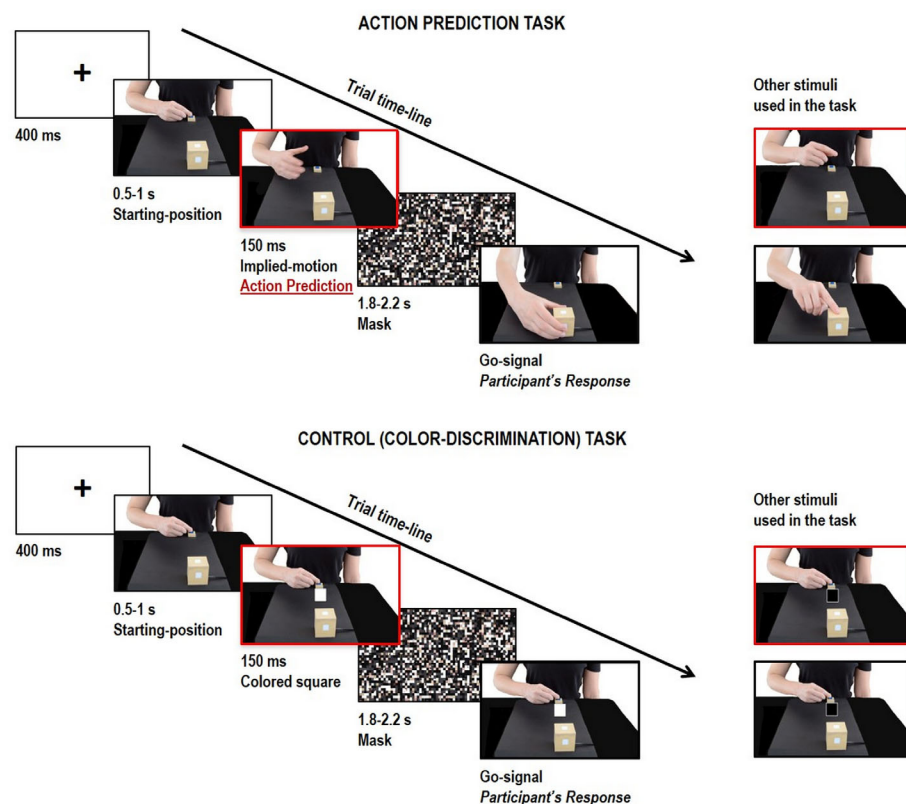 ACTION PREDICTION TASK
+
400 ms
Trial time-line
0.5-1 s
Starting-position
150 ms
Implied-motion
Action Prediction
1.8-2.2 s
Mask
Go-signal
Participant's Response
Other stimuli
used in the task
CONTROL (COLOR-DISCRIMINATION) TASK
+
400 ms
Trial time-line
0.5-1 s
Starting-position
150 ms
Colored square
1.8-2.2 s
Mask
Go-signal
Participant's Response
Other stimuli
used in the task